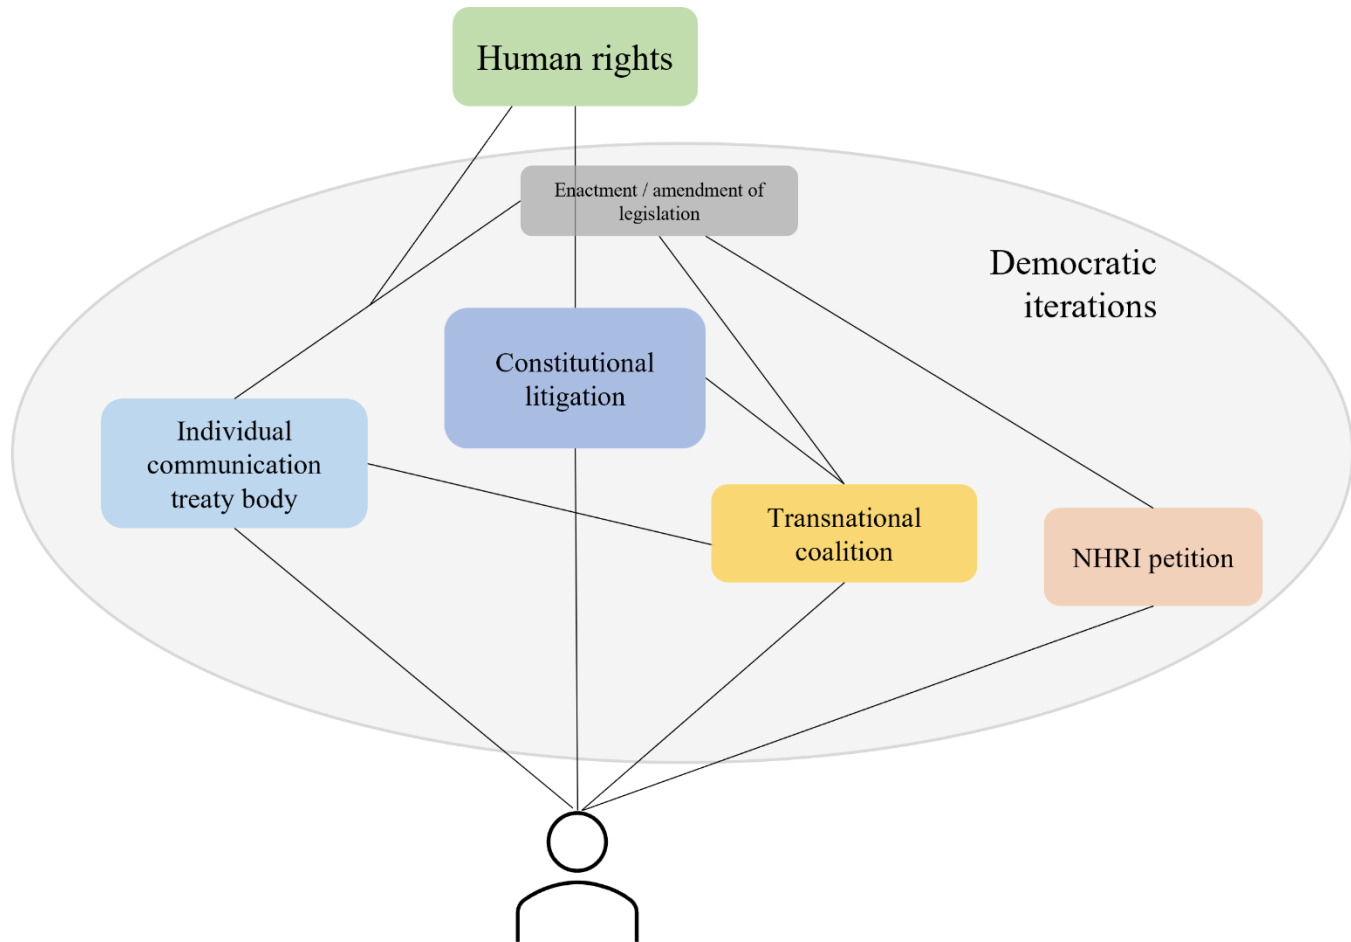 Human rights
Enactment / amendment of
legislation
Democratic
iterations
Constitutional
litigation
Individual
communication
treaty body
Transnational
coalition
NHRI petition